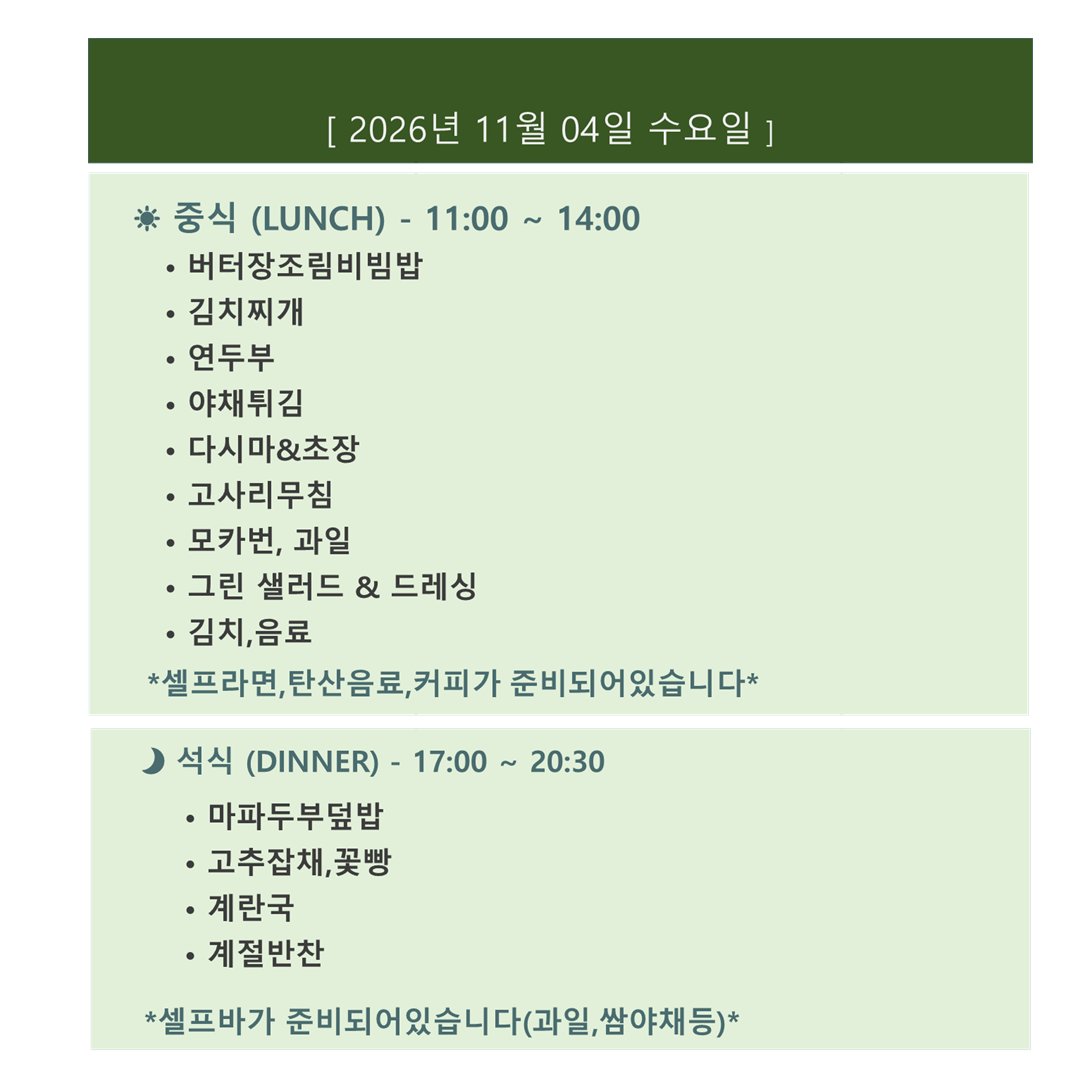 [ 2026년 11월 04일 수요일 ]
중식 (LUNCH) - 11:00 ~ 14:00
• 버터장조림비빔밥
• 김치찌개
• 연두부
• 야채튀김
• 다시마&초장
• 고사리무침
• 모카번, 과일
• 그린 샐러드 & 드레싱
• 김치,음료
*셀프라면,탄산음료,커피가 준비되어있습니다*
석식 (DINNER) - 17:00 ~ 20:30
• 마파두부덮밥
• 고추잡채,꽃빵
• 계란국
• 계절반찬
*셀프바가 준비되어있습니다(과일,쌈야채등)*